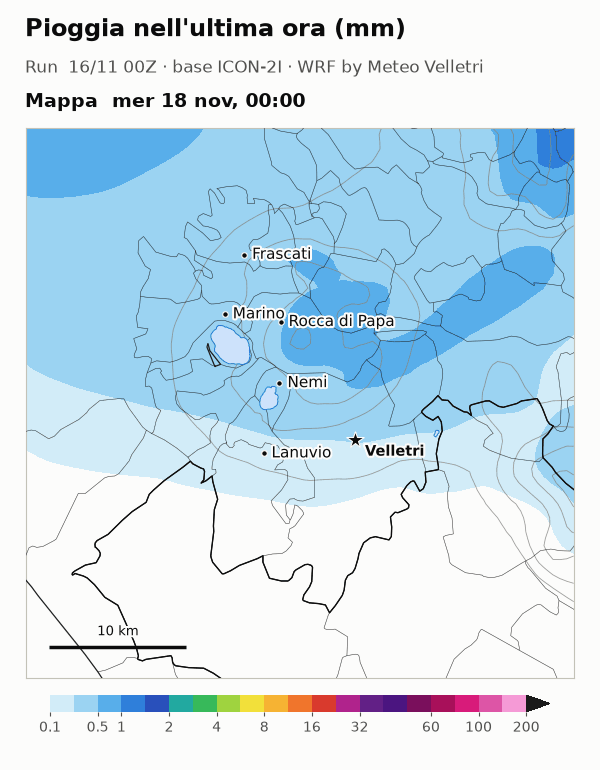 Pioggia nell'ultima ora (mm)
Run  16/11 00Z · base ICON-2I · WRF by Meteo Velletri
Mappa  mer 18 nov, 00:00
Frascati
Marino
Rocca di Papa
Nemi
Velletri
Lanuvio
10 km
0.1 0.5 1 2 4 8 16 32 60 100 200